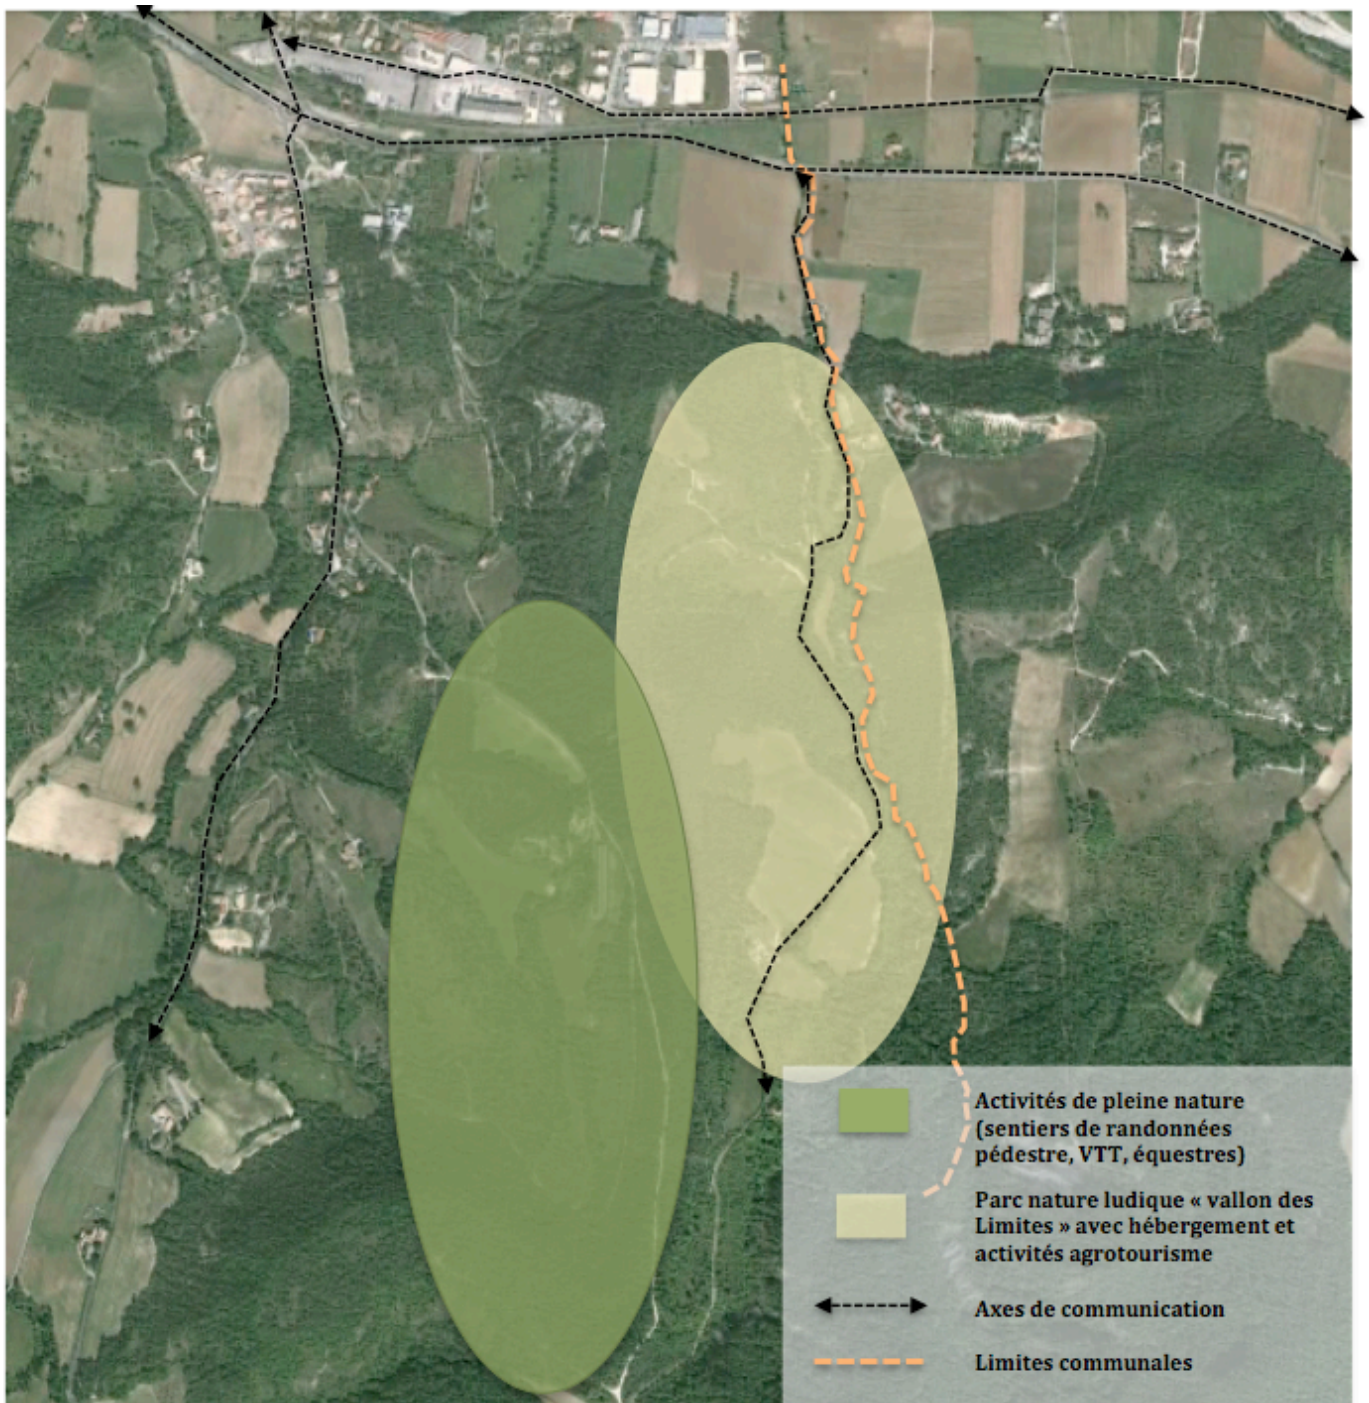 Activités de pleine nature
(sentiers de randonnées
pédestre, VTT, équestres)
Parc nature ludique « vallon des
Limites » avec hébergement et
activités agrotourisme
Axes de communication
Limites communales